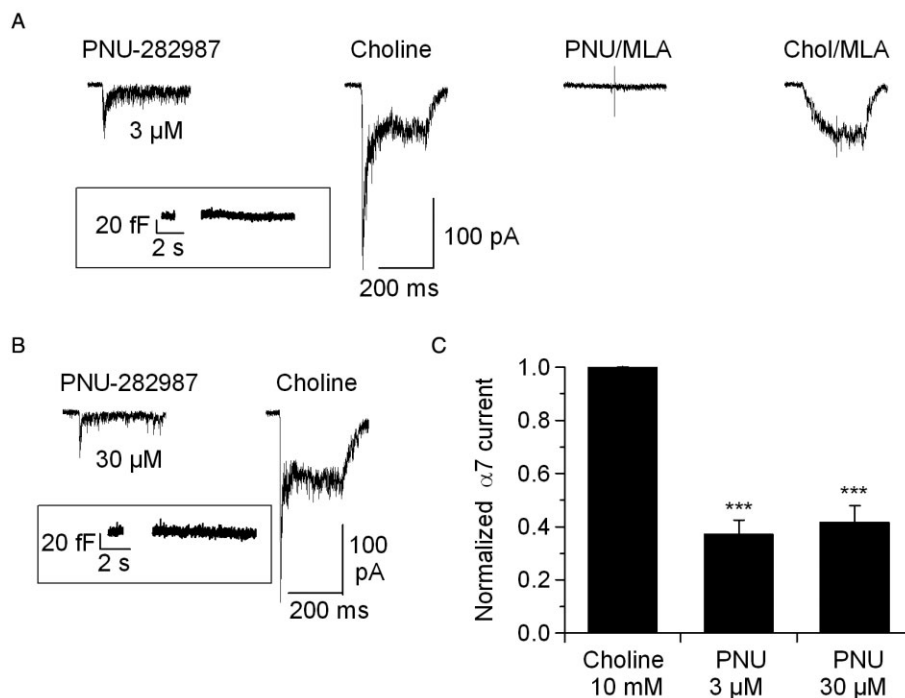 A
PNU-282987
Choline
PNU/MLA
Chol/MLA
3 µM
20 fF
2 s
100 pA
200 ms
B
PNU-282987
Choline
30 µM
20 fF
2 s
100
pA
200 ms
C
Normalized α7 current
1.0
0.8
0.6
0.4
0.2
0.0
***
***
Choline
10 mM
PNU
3 µM
PNU
30 µM